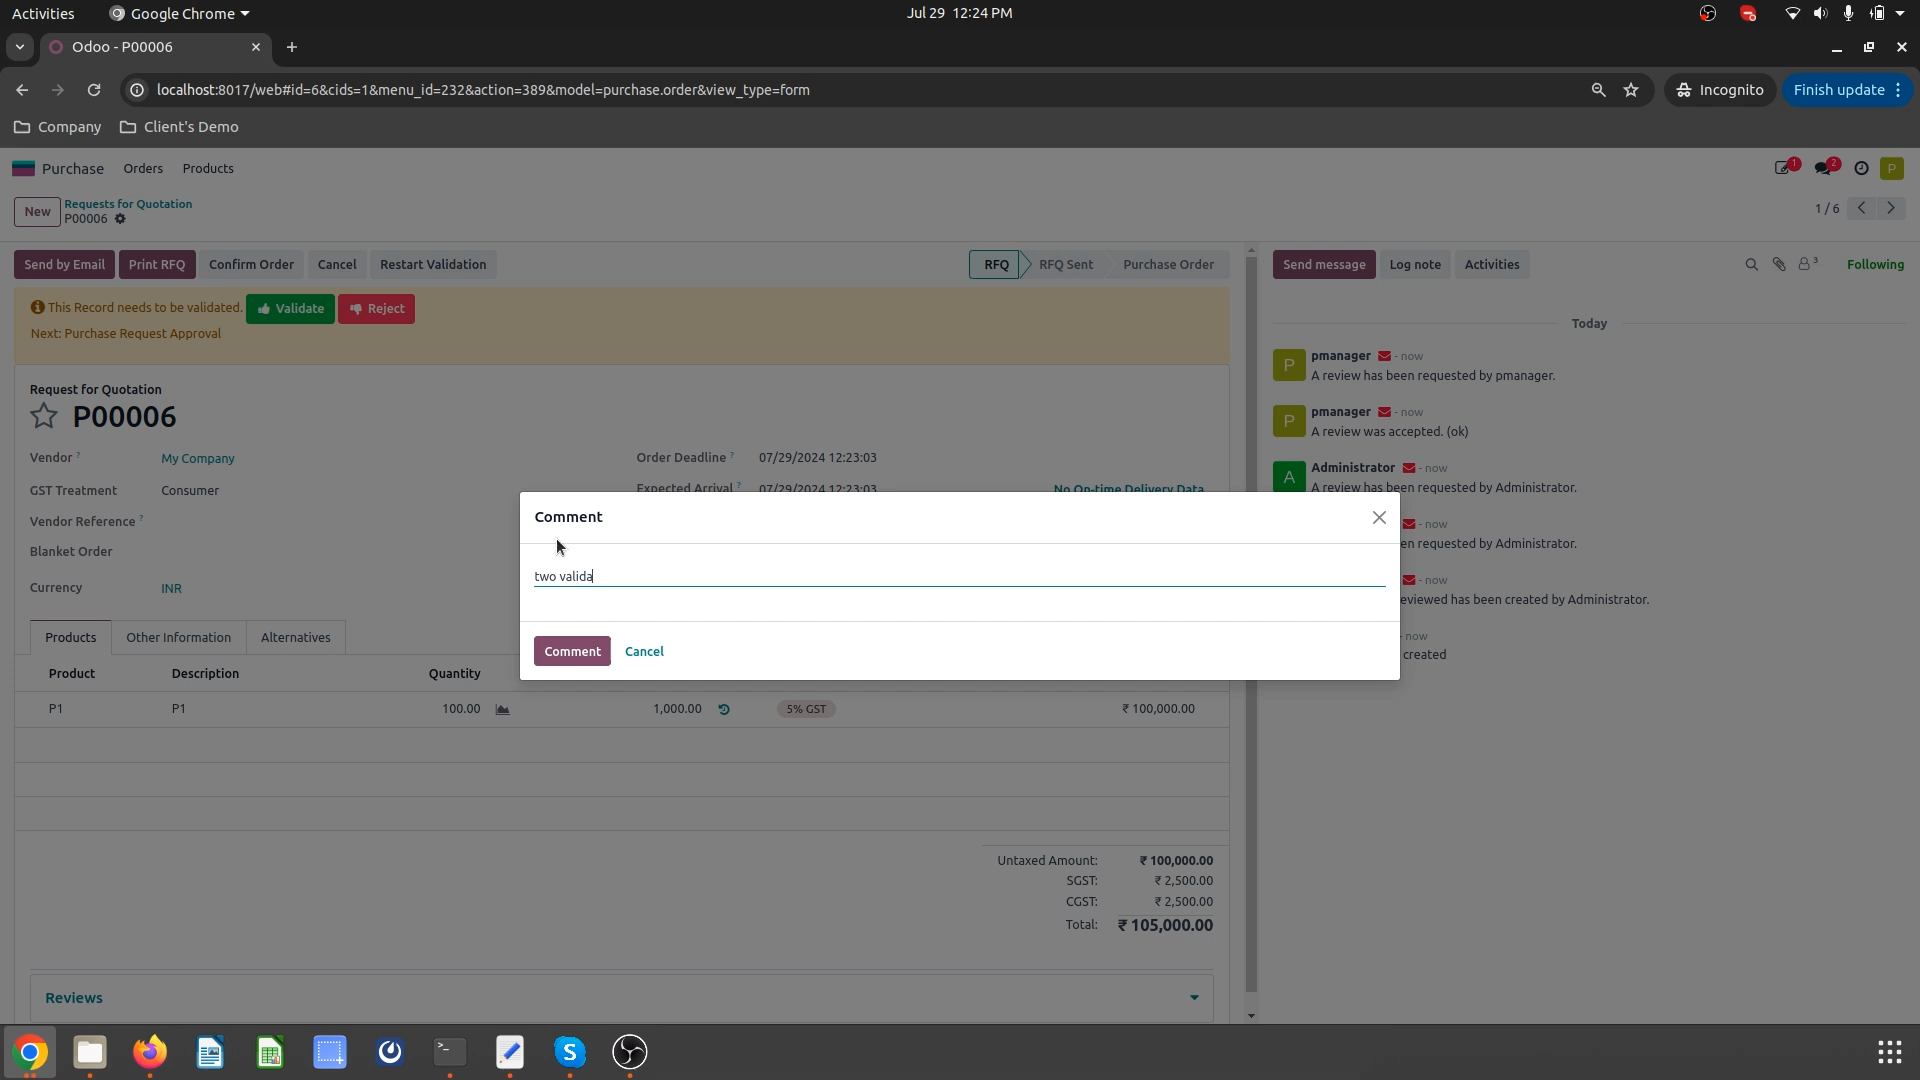 Activities
Google Chrome
Jul 29 12:24 PM
Odoo - P00006
localhost:8017/web#id=6&cids=1&menu_id=232&action=389&model=purchase.order&view_type=form
Incognito
Finish update
Company
Client's Demo
Purchase
Orders
Products
1
2
P
New
Requests for Quotation
P00006
1 / 6
Send by Email
Print RFQ
Confirm Order
Cancel
Restart Validation
RFQ
RFQ Sent
Purchase Order
Send message
Log note
Activities
3
Following
This Record needs to be validated.
Validate
Reject
Next: Purchase Request Approval
Today
Request for Quotation
P00006
Vendor ?
My Company
GST Treatment
Consumer
Vendor Reference ?
Blanket Order
Currency
INR
Order Deadline ?
07/29/2024 12:23:03
Expected Arrival ?
07/29/2024 12:23:03
No On-time Delivery Data
P
pmanager
- now
A review has been requested by pmanager.
P
pmanager
- now
A review was accepted. (ok)
A
Administrator
- now
A review has been requested by Administrator.
- now
en requested by Administrator.
- now
eviewed has been created by Administrator.
- now
created
Comment
two valida
Comment
Cancel
Products
Other Information
Alternatives
Product
Description
Quantity
P1
P1
100.00
1,000.00
5% GST
₹ 100,000.00
Untaxed Amount:
₹ 100,000.00
SGST:
₹ 2,500.00
CGST:
₹ 2,500.00
Total:
₹ 105,000.00
Reviews